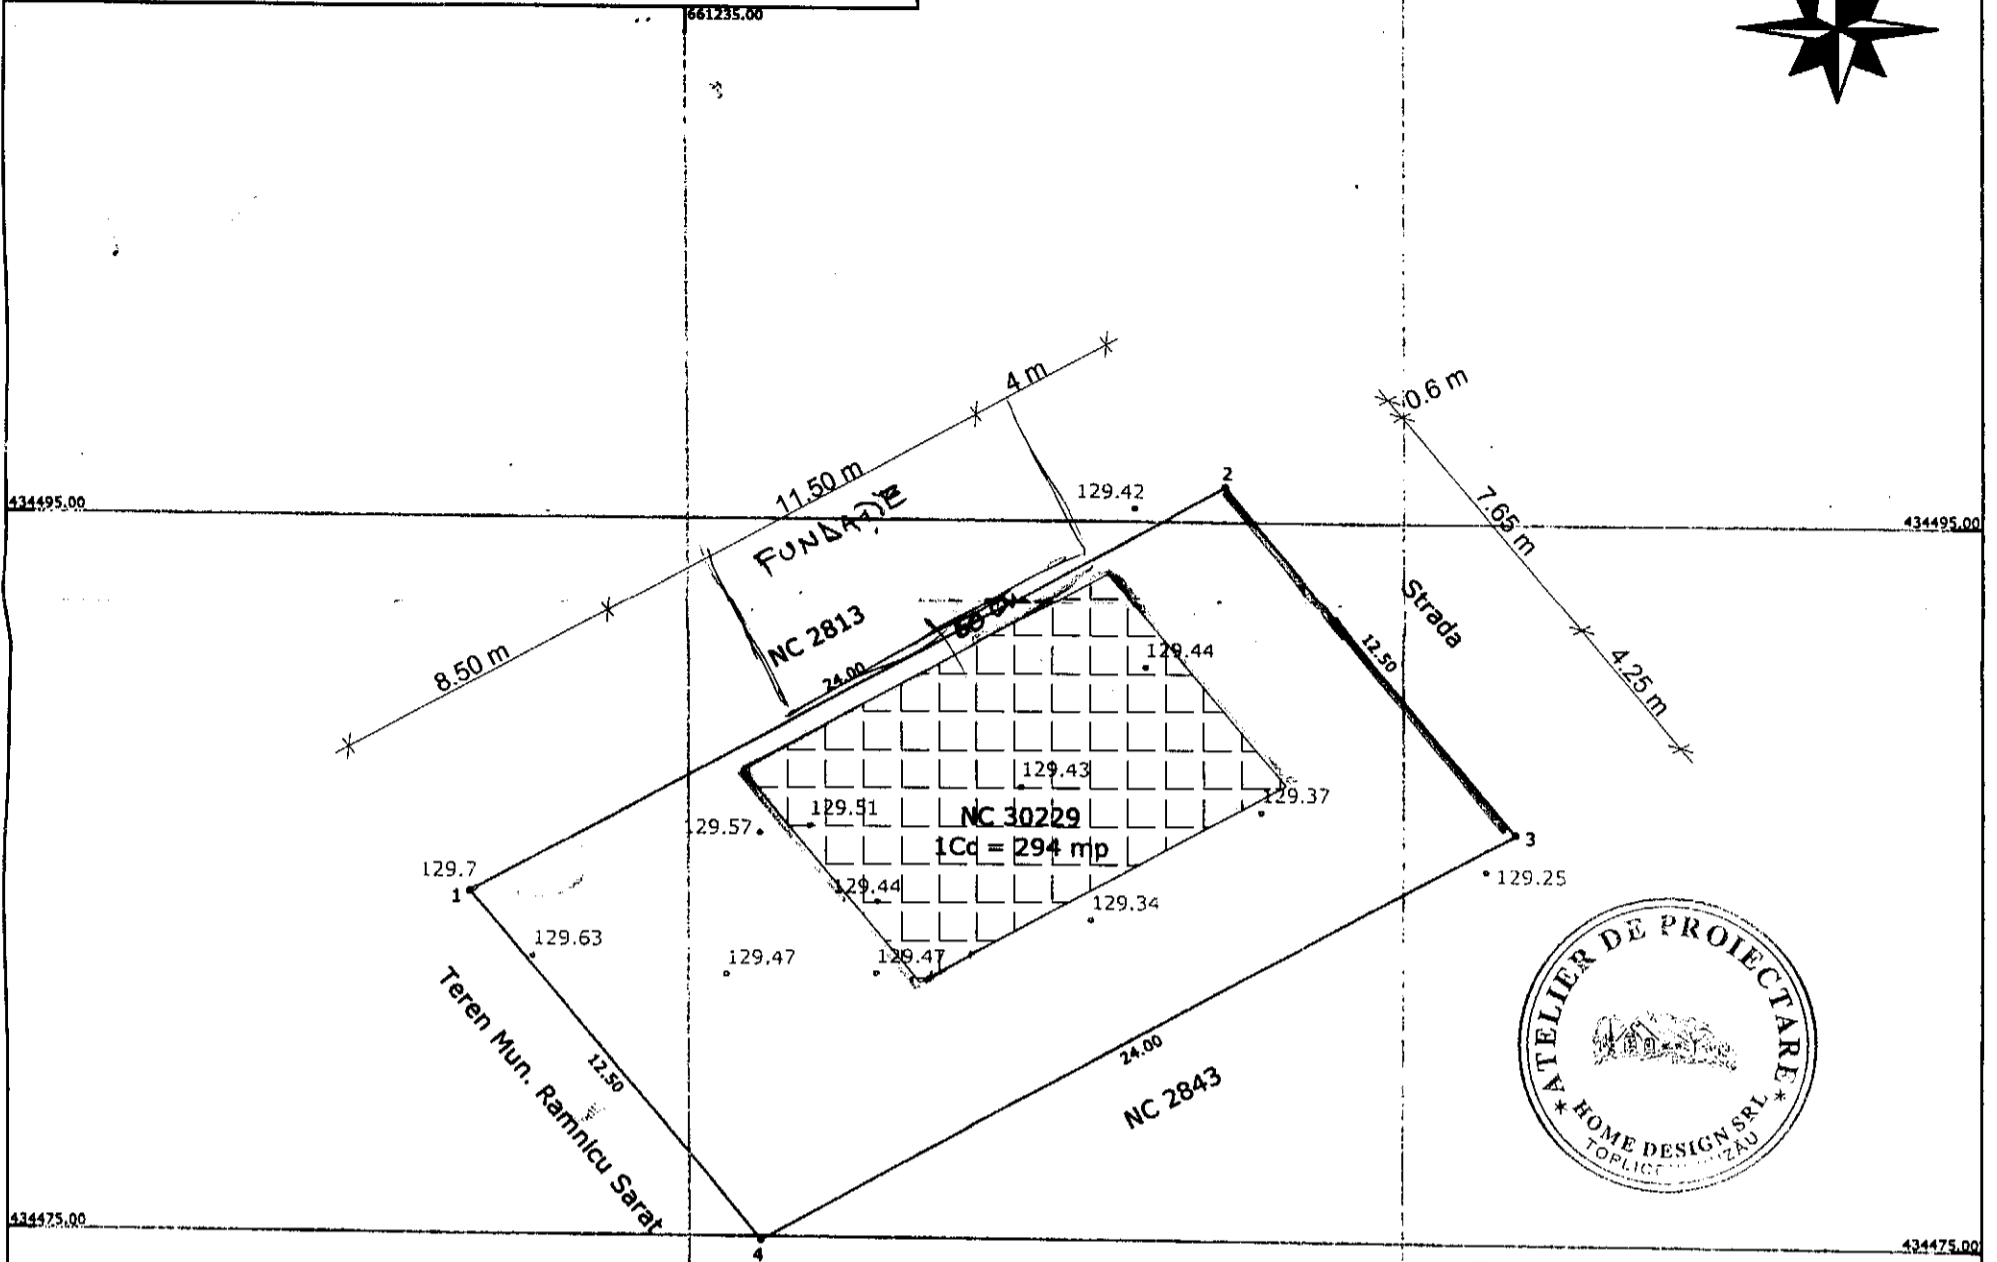 661235.00
4 m
0.6 m
11.50 m
2
129.42
434495.00
434495.00
7.65 m
NC 2813
Strada
8.50 m
24.00
12.50
129.44
4.25 m
129.43
129.51
129.37
129.57
NC 30229
1Cc = 294 mp
3
129.7
1
129.44
129.25
129.34
129.63
129.47
129.47
Teren Mun. Ramnicu Sarat
12.50
24.00
NC 2843
ATELIER DE PROIECTARE
HOME DESIGN SRL
434475.00
434475.00
4